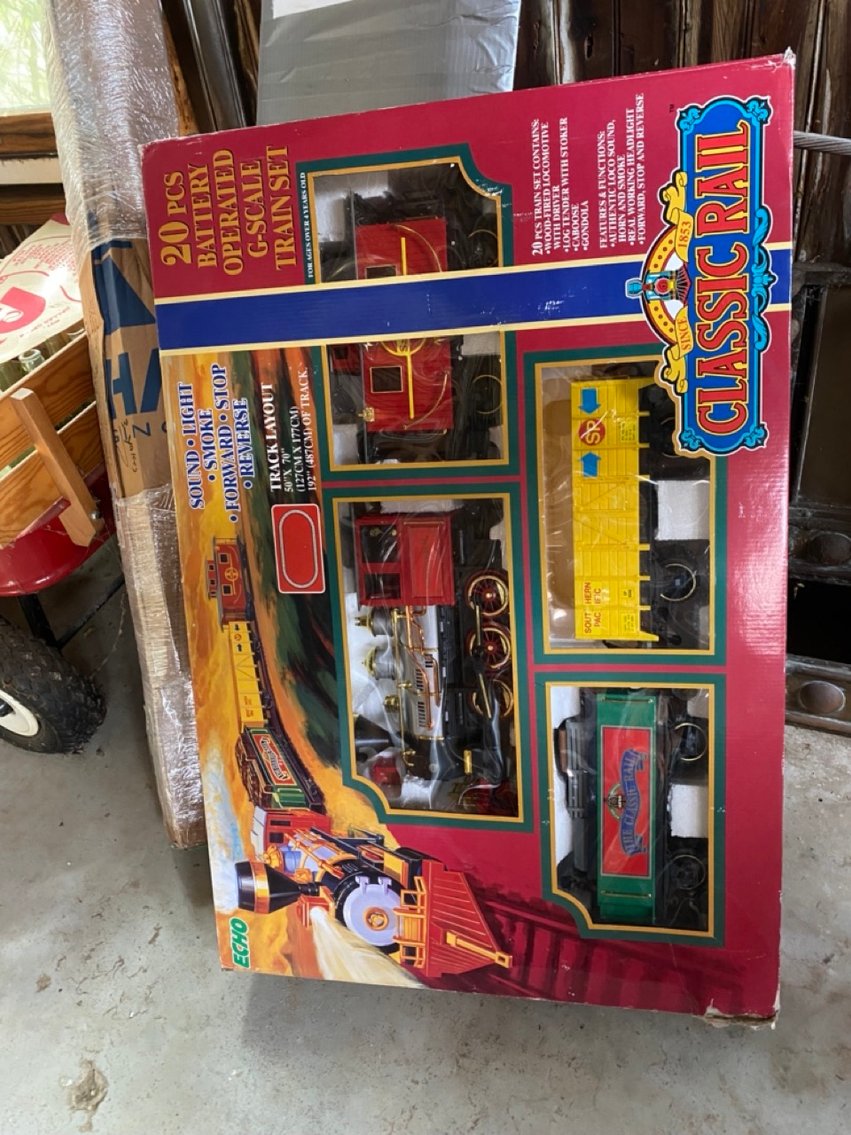 20 PCS
BATTERY
OPERATED
G-SCALE
TRAIN SET
FOR AGES OVER 4 YEARS OLD
20 PCS TRAIN SET CONTAINS:
•WOOD-FIRED LOCOMOTIVE
WITH DRIVER
•LOG TENDER WITH STOKER
•CABOOSE
•GONDOLA
FEATURES & FUNCTIONS:
•AUTHENTIC LOCO SOUND,
HORN AND SMOKE
•REAL WORKING HEADLIGHT
•FORWARD, STOP AND REVERSE
SINCE 1853
CLASSIC RAIL
TM
SOUND • LIGHT
• SMOKE
•FORWARD • STOP
•REVERSE
TRACK LAYOUT
50"X 70"
(127CM X 177CM)
192" (487CM) OF TRACK.
SP
SOUTHERN
PACIFIC
THE CLASSIC RAIL
ECHO